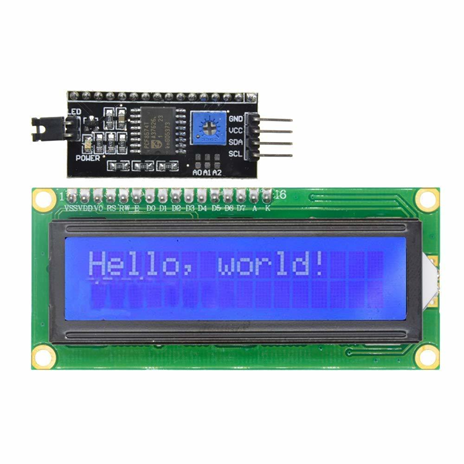 LED
GND
VCC
SDA
SCL
POWER
A0 A1 A2
1 16
VSS VDD VO RS RW E D0 D1 D2 D3 D4 D5 D6 D7 A K
Hello, world!